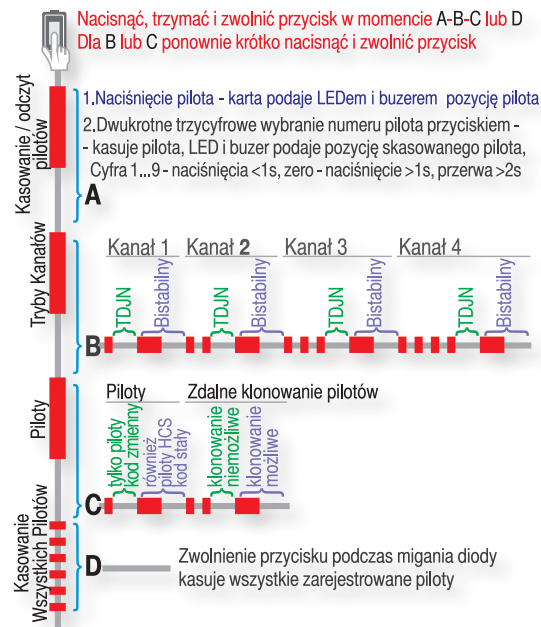 Nacisnąć, trzymać i zwolnić przycisk w momencie A-B-C lub D
Dla B lub C ponownie krótko nacisnąć i zwolnić przycisk
Kasowanie / odczyt
pilotów
1.Naciśnięcie pilota - karta podaje LEDem i buzerem pozycję pilota
2.Dwukrotne trzycyfrowe wybranie numeru pilota przyciskiem -
- kasuje pilota, LED i buzer podaje pozycję skasowanego pilota,
Cyfra 1...9 - naciśnięcia <1s, zero - naciśnięcie >1s, przerwa >2s
A
Tryby Kanałów
Kanał 1 Kanał 2 Kanał 3 Kanał 4
TDJN Bistabilny TDJN Bistabilny TDJN Bistabilny TDJN Bistabilny
B
Piloty
Piloty Zdalne klonowanie pilotów
tylko piloty
kod zmienny
również
piloty HCS
kod stały
klonowanie
niemożliwe
klonowanie
możliwe
C
Kasowanie
Wszystkich Pilotów
D
Zwolnienie przycisku podczas migania diody
kasuje wszystkie zarejestrowane piloty